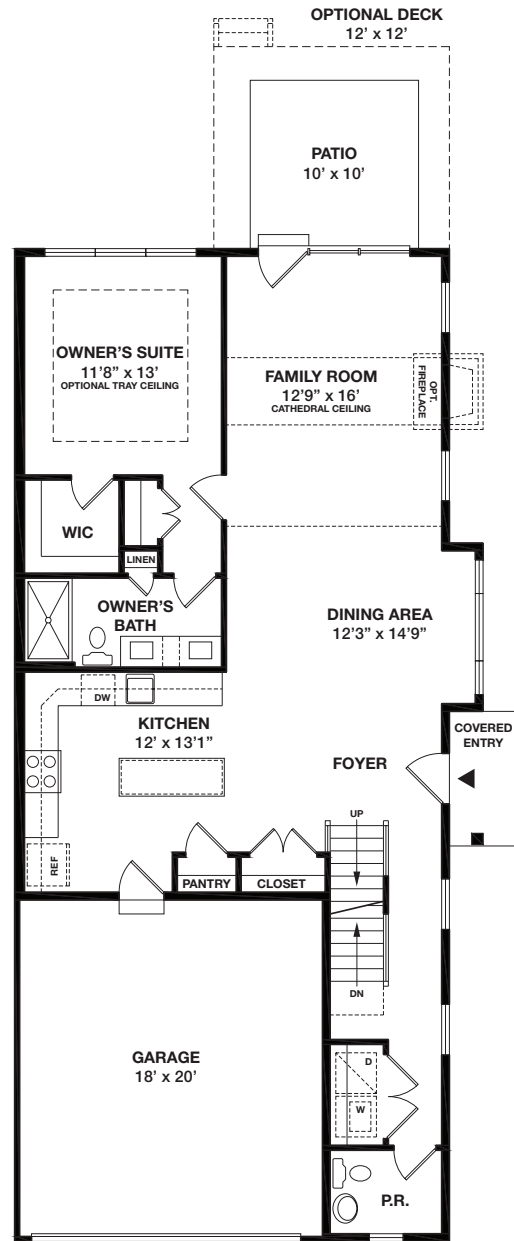 OPTIONAL DECK
12' x 12'
PATIO
10' x 10'
OWNER'S SUITE
11'8" x 13'
OPTIONAL TRAY CEILING
FAMILY ROOM
12'9" x 16'
CATHEDRAL CEILING
OPT.
FIREPLACE
WIC
LINEN
OWNER'S
BATH
DINING AREA
12'3" x 14'9"
DW
KITCHEN
12' x 13'1"
COVERED
ENTRY
FOYER
UP
REF
PANTRY
CLOSET
DN
GARAGE
18' x 20'
D
W
P.R.